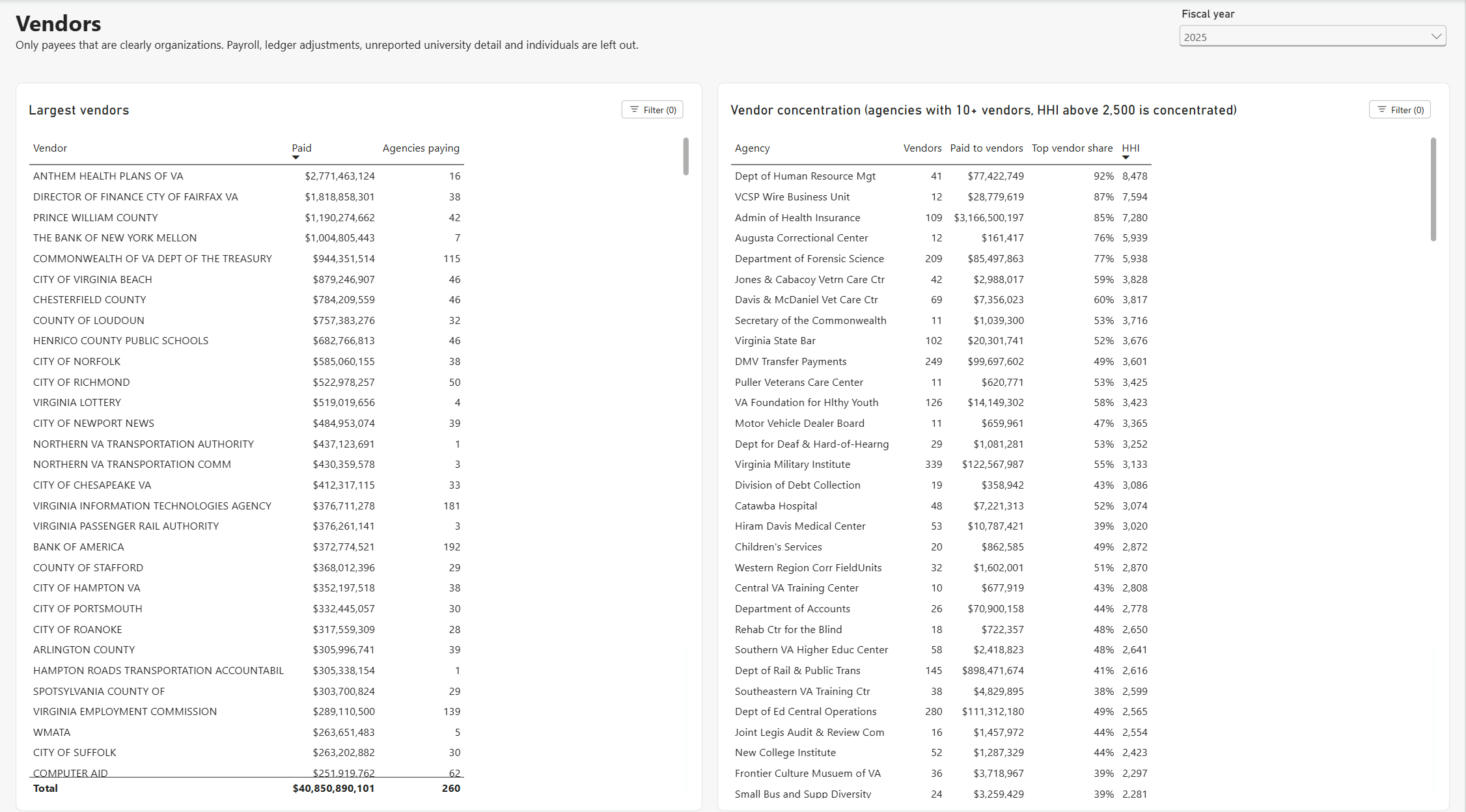 Vendors
Only payees that are clearly organizations. Payroll, ledger adjustments, unreported university detail and individuals are left out.
Fiscal year
2025
Largest vendors
Filter (0)
Vendor Paid Agencies paying
ANTHEM HEALTH PLANS OF VA $2,771,463,124 16
DIRECTOR OF FINANCE CTY OF FAIRFAX VA $1,818,858,301 38
PRINCE WILLIAM COUNTY $1,190,274,662 42
THE BANK OF NEW YORK MELLON $1,004,805,443 7
COMMONWEALTH OF VA DEPT OF THE TREASURY $944,351,514 115
CITY OF VIRGINIA BEACH $879,246,907 46
CHESTERFIELD COUNTY $784,209,559 46
COUNTY OF LOUDOUN $757,383,276 32
HENRICO COUNTY PUBLIC SCHOOLS $682,766,813 46
CITY OF NORFOLK $585,060,155 38
CITY OF RICHMOND $522,978,257 50
VIRGINIA LOTTERY $519,019,656 4
CITY OF NEWPORT NEWS $484,953,074 39
NORTHERN VA TRANSPORTATION AUTHORITY $437,123,691 1
NORTHERN VA TRANSPORTATION COMM $430,359,578 3
CITY OF CHESAPEAKE VA $412,317,115 33
VIRGINIA INFORMATION TECHNOLOGIES AGENCY $376,711,278 181
VIRGINIA PASSENGER RAIL AUTHORITY $376,261,141 3
BANK OF AMERICA $372,774,521 192
COUNTY OF STAFFORD $368,012,396 29
CITY OF HAMPTON VA $352,197,518 38
CITY OF PORTSMOUTH $332,445,057 30
CITY OF ROANOKE $317,559,309 28
ARLINGTON COUNTY $305,996,741 39
HAMPTON ROADS TRANSPORTATION ACCOUNTABIL $305,338,154 1
SPOTSYLVANIA COUNTY OF $303,700,824 29
VIRGINIA EMPLOYMENT COMMISSION $289,110,500 139
WMATA $263,651,483 5
CITY OF SUFFOLK $263,202,882 30
COMPUTER AID $251,919,762 62
Total $40,850,890,101 260
Vendor concentration (agencies with 10+ vendors, HHI above 2,500 is concentrated)
Filter (0)
Agency Vendors Paid to vendors Top vendor share HHI
Dept of Human Resource Mgt 41 $77,422,749 92% 8,478
VCSP Wire Business Unit 12 $28,779,619 87% 7,594
Admin of Health Insurance 109 $3,166,500,197 85% 7,280
Augusta Correctional Center 12 $161,417 76% 5,939
Department of Forensic Science 209 $85,497,863 77% 5,938
Jones & Cabacoy Vetrn Care Ctr 42 $2,988,017 59% 3,828
Davis & McDaniel Vet Care Ctr 69 $7,356,023 60% 3,817
Secretary of the Commonwealth 11 $1,039,300 53% 3,716
Virginia State Bar 102 $20,301,741 52% 3,676
DMV Transfer Payments 249 $99,697,602 49% 3,601
Puller Veterans Care Center 11 $620,771 53% 3,425
VA Foundation for Hlthy Youth 126 $14,149,302 58% 3,423
Motor Vehicle Dealer Board 11 $659,961 47% 3,365
Dept for Deaf & Hard-of-Hearng 29 $1,081,281 53% 3,252
Virginia Military Institute 339 $122,567,987 55% 3,133
Division of Debt Collection 19 $358,942 43% 3,086
Catawba Hospital 48 $7,221,313 52% 3,074
Hiram Davis Medical Center 53 $10,787,421 39% 3,020
Children's Services 20 $862,585 49% 2,872
Western Region Corr FieldUnits 32 $1,602,001 51% 2,870
Central VA Training Center 10 $677,919 43% 2,808
Department of Accounts 26 $70,900,158 44% 2,778
Rehab Ctr for the Blind 18 $722,357 48% 2,650
Southern VA Higher Educ Center 58 $2,418,823 48% 2,641
Dept of Rail & Public Trans 145 $898,471,674 41% 2,616
Southeastern VA Training Ctr 38 $4,829,895 38% 2,599
Dept of Ed Central Operations 280 $111,312,180 49% 2,565
Joint Legis Audit & Review Com 16 $1,457,972 44% 2,554
New College Institute 52 $1,287,329 44% 2,423
Frontier Culture Musuem of VA 36 $3,718,967 39% 2,297
Small Bus and Supp Diversity 24 $3,259,429 39% 2,281